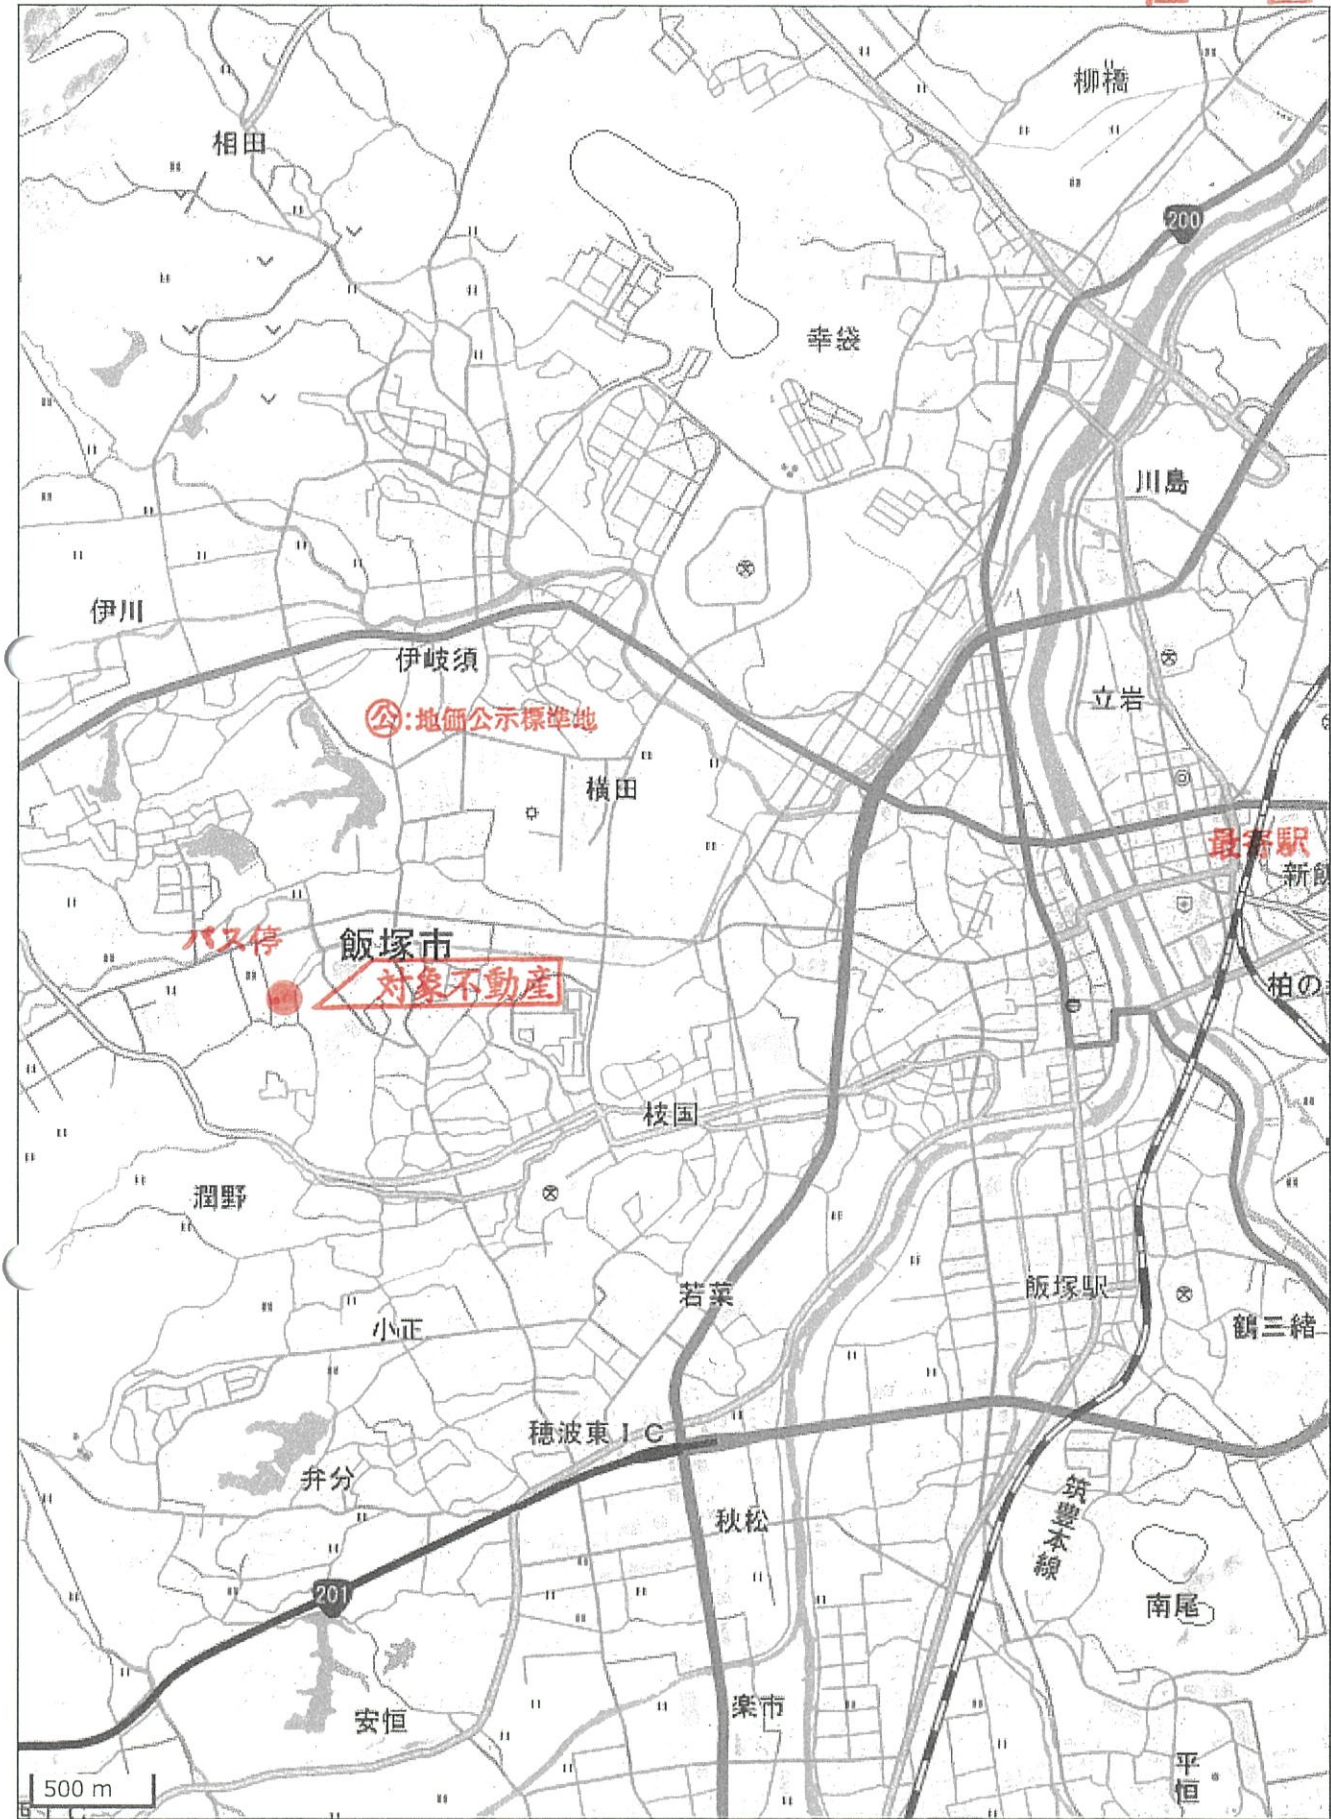 柳橋
相田
200
幸袋
川島
伊川
伊岐須
立岩
公:地価公示標準地
横田
最寄駅
新飯
バス停
飯塚市
対象不動産
柏の
枝国
潤野
若菜
飯塚駅
小正
鶴三緒
穂波東IC
弁分
秋松
筑豊本線
201
南尾
安恒
楽市
平恒
500 m